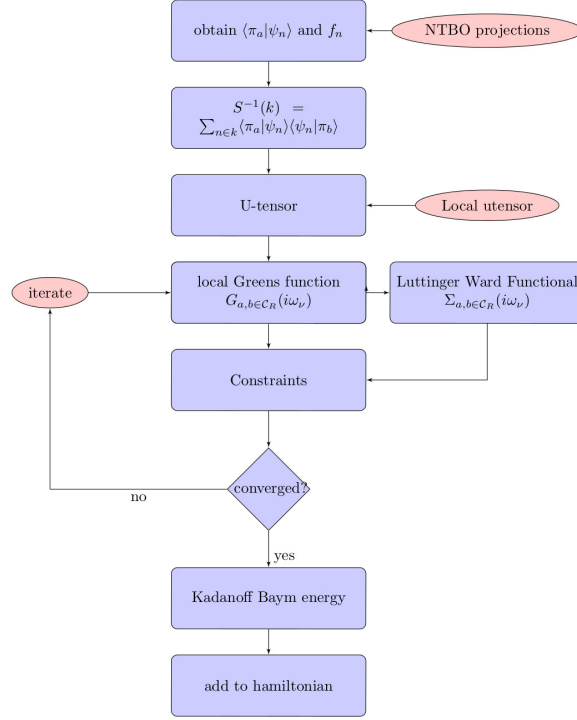 obtain ⟨π_a|ψ_n⟩ and f_n
NTBO projections
S^{-1}(k) =
∑_{n∈k}⟨π_a|ψ_n⟩⟨ψ_n|π_b⟩
U-tensor
Local utensor
iterate
local Greens function
G_{a,b∈𝒞_R}(iω_ν)
Luttinger Ward Functional
Σ_{a,b∈𝒞_R}(iω_ν)
Constraints
converged?
no
yes
Kadanoff Baym energy
add to hamiltonian